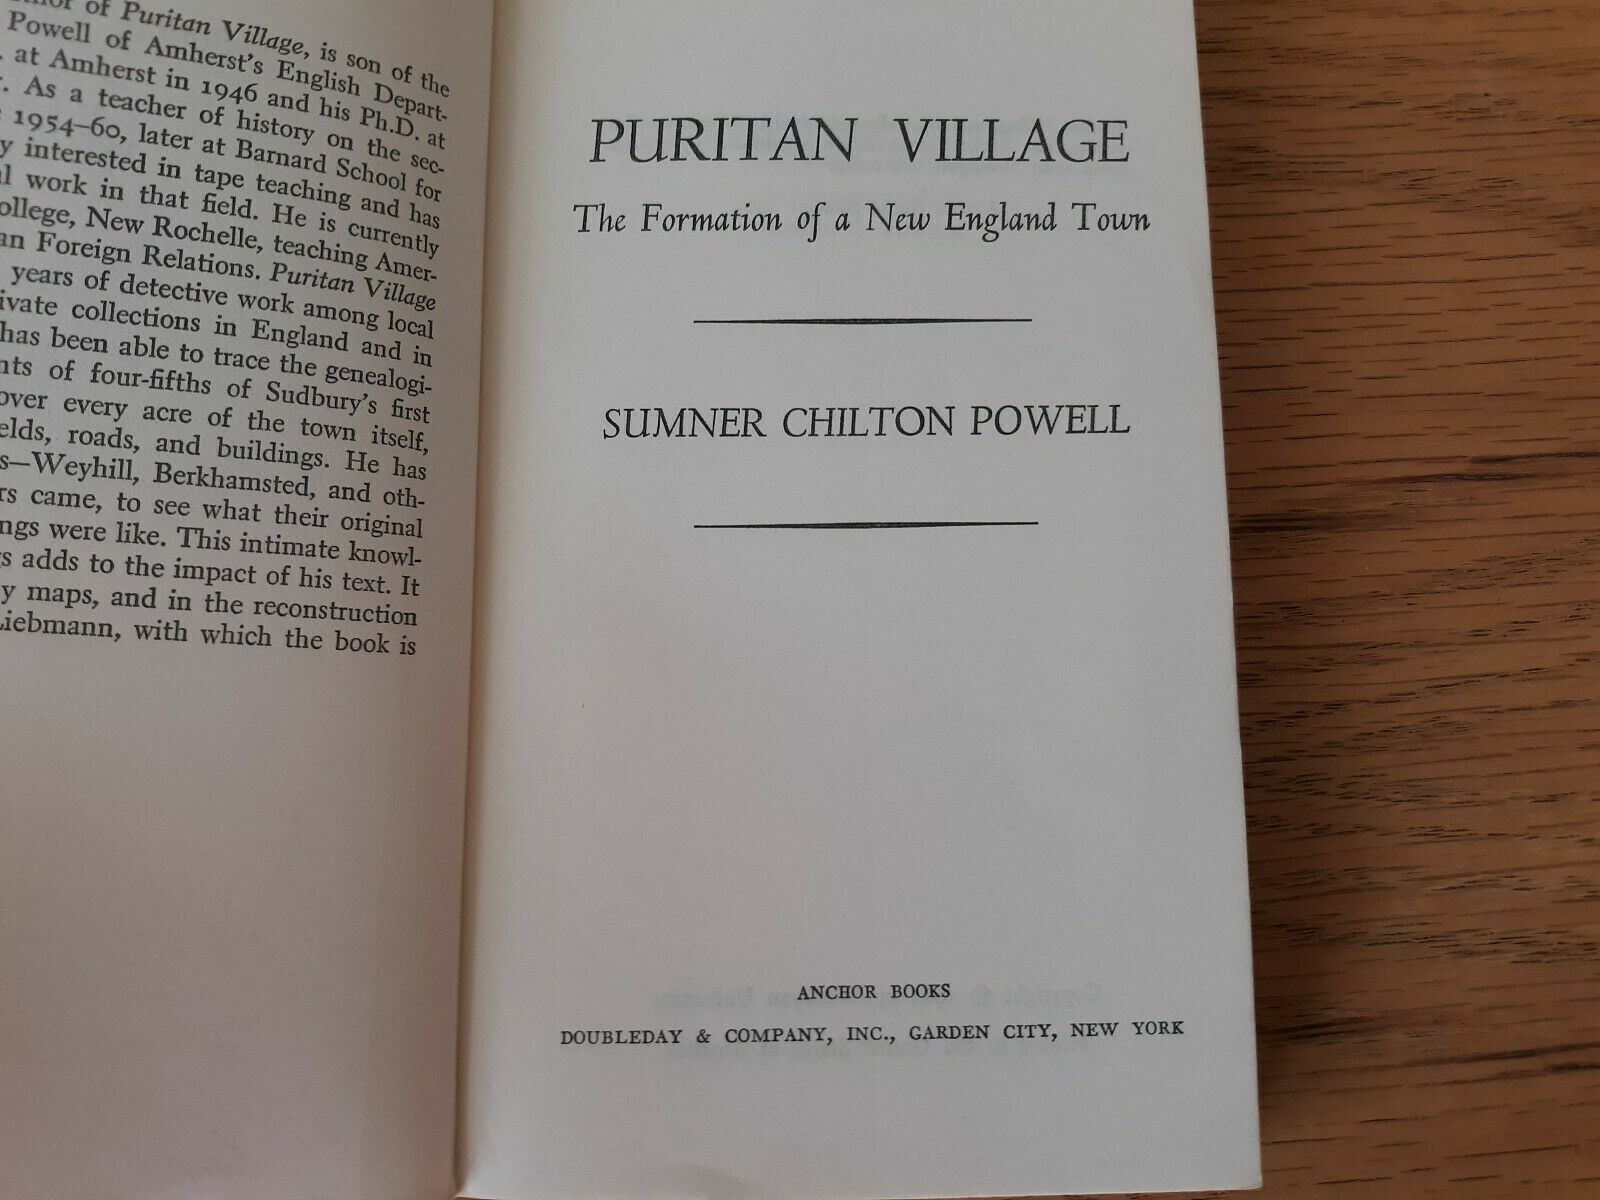 of Puritan Village, is son of the
Powell of Amherst's English Depart-
at Amherst in 1946 and his Ph.D. at
As a teacher of history on the sec-
1954–60, later at Barnard School for
interested in tape teaching and has
work in that field. He is currently
New Rochelle, teaching Amer-
Foreign Relations. Puritan Village
years of detective work among local
collections in England and in
has been able to trace the genealogi-
of four-fifths of Sudbury's first
over every acre of the town itself,
roads, and buildings. He has
—Weyhill, Berkhamsted, and oth-
came, to see what their original
were like. This intimate knowl-
adds to the impact of his text. It
maps, and in the reconstruction
Liebmann, with which the book is
PURITAN VILLAGE
The Formation of a New England Town
SUMNER CHILTON POWELL
ANCHOR BOOKS
DOUBLEDAY & COMPANY, INC., GARDEN CITY, NEW YORK